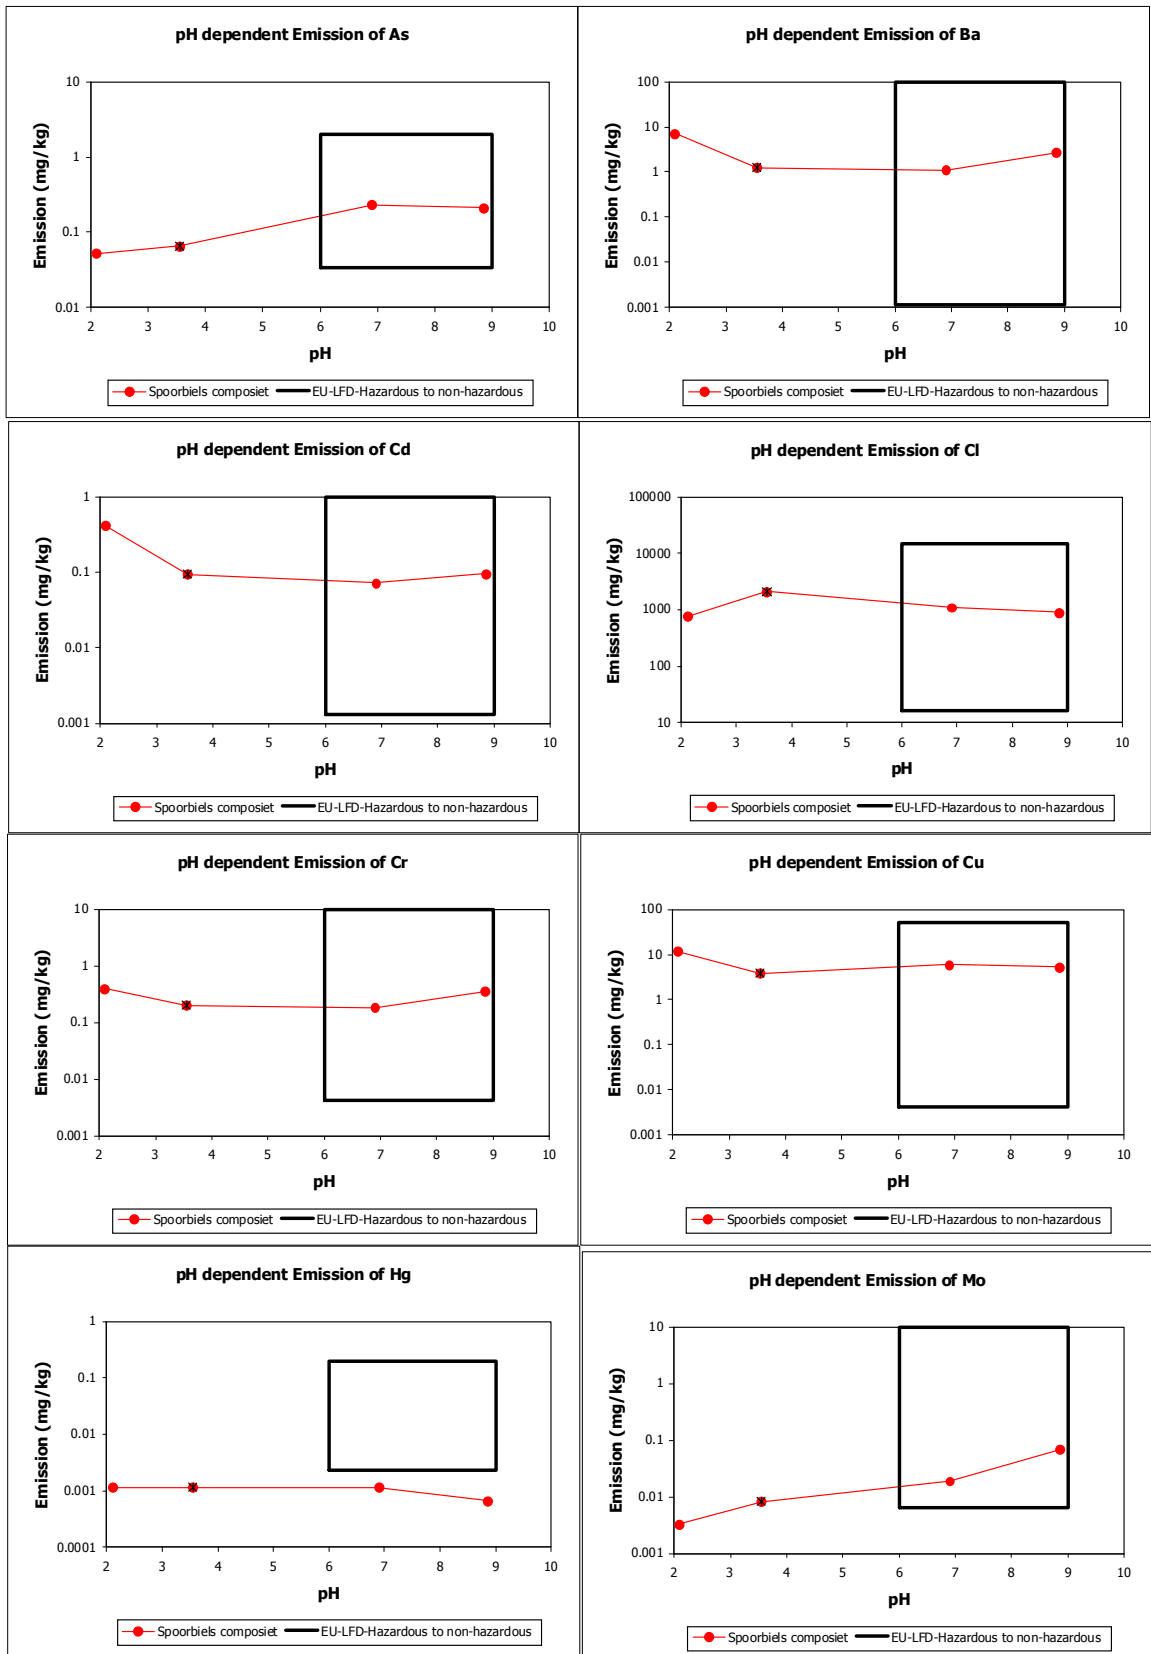 pH dependent Emission of As
Emission (mg/kg)
10
1
0.1
0.01
2 3 4 5 6 7 8 9 10
pH
Spoorbiels composiet EU-LFD-Hazardous to non-hazardous
pH dependent Emission of Ba
Emission (mg/kg)
100
10
1
0.1
0.01
0.001
2 3 4 5 6 7 8 9 10
pH
Spoorbiels composiet EU-LFD-Hazardous to non-hazardous
pH dependent Emission of Cd
Emission (mg/kg)
1
0.1
0.01
0.001
2 3 4 5 6 7 8 9 10
pH
Spoorbiels composiet EU-LFD-Hazardous to non-hazardous
pH dependent Emission of Cl
Emission (mg/kg)
100000
10000
1000
100
10
2 3 4 5 6 7 8 9 10
pH
Spoorbiels composiet EU-LFD-Hazardous to non-hazardous
pH dependent Emission of Cr
Emission (mg/kg)
10
1
0.1
0.01
0.001
2 3 4 5 6 7 8 9 10
pH
Spoorbiels composiet EU-LFD-Hazardous to non-hazardous
pH dependent Emission of Cu
Emission (mg/kg)
100
10
1
0.1
0.01
0.001
2 3 4 5 6 7 8 9 10
pH
Spoorbiels composiet EU-LFD-Hazardous to non-hazardous
pH dependent Emission of Hg
Emission (mg/kg)
1
0.1
0.01
0.001
0.0001
2 3 4 5 6 7 8 9 10
pH
Spoorbiels composiet EU-LFD-Hazardous to non-hazardous
pH dependent Emission of Mo
Emission (mg/kg)
10
1
0.1
0.01
0.001
2 3 4 5 6 7 8 9 10
pH
Spoorbiels composiet EU-LFD-Hazardous to non-hazardous